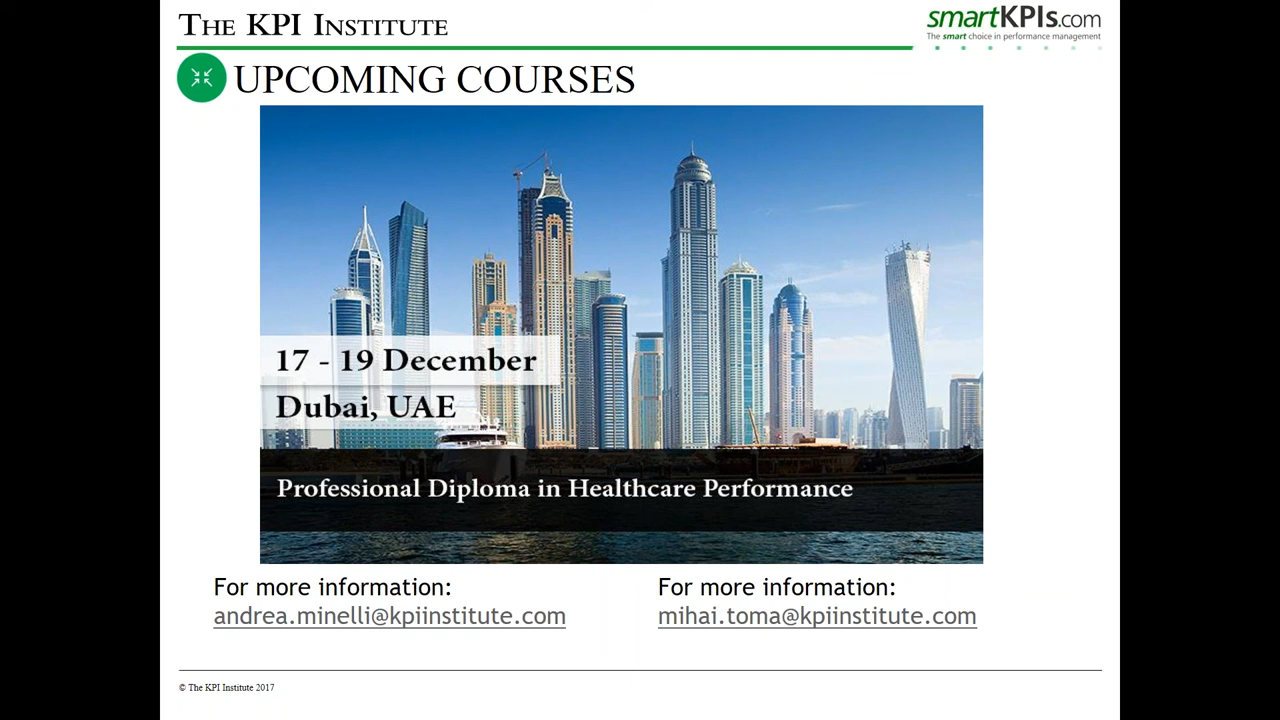 THE KPI INSTITUTE
smartKPIs.com
The smart choice in performance management
UPCOMING COURSES
17 - 19 December
Dubai, UAE
Professional Diploma in Healthcare Performance
For more information:
andrea.minelli@kpiinstitute.com
For more information:
mihai.toma@kpiinstitute.com
© The KPI Institute 2017